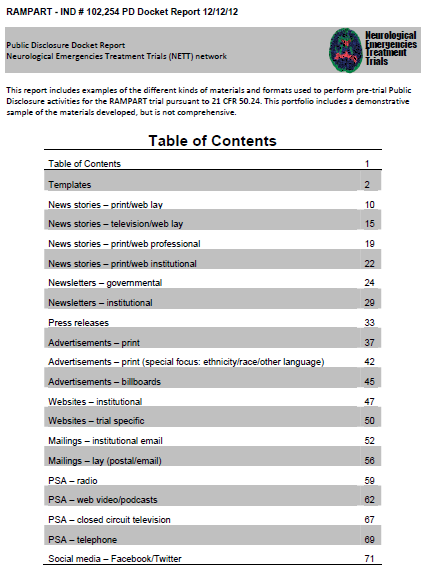 RAMPART - IND # 102,254 PD Docket Report 12/12/12
Public Disclosure Docket Report
Neurological Emergencies Treatment Trials (NETT) network
Neurological
Emergencies
Treatment
Trials
This report includes examples of the different kinds of materials and formats used to perform pre-trial Public
Disclosure activities for the RAMPART trial pursuant to 21 CFR 50.24. This portfolio includes a demonstrative
sample of the materials developed, but is not comprehensive.
Table of Contents
Table of Contents 1
Templates 2
News stories – print/web lay 10
News stories – television/web lay 15
News stories – print/web professional 19
News stories – print/web institutional 22
Newsletters – governmental 24
Newsletters – institutional 29
Press releases 33
Advertisements – print 37
Advertisements – print (special focus: ethnicity/race/other language) 42
Advertisements – billboards 45
Websites – institutional 47
Websites – trial specific 50
Mailings – institutional email 52
Mailings – lay (postal/email) 56
PSA – radio 59
PSA – web video/podcasts 62
PSA – closed circuit television 67
PSA – telephone 69
Social media – Facebook/Twitter 71